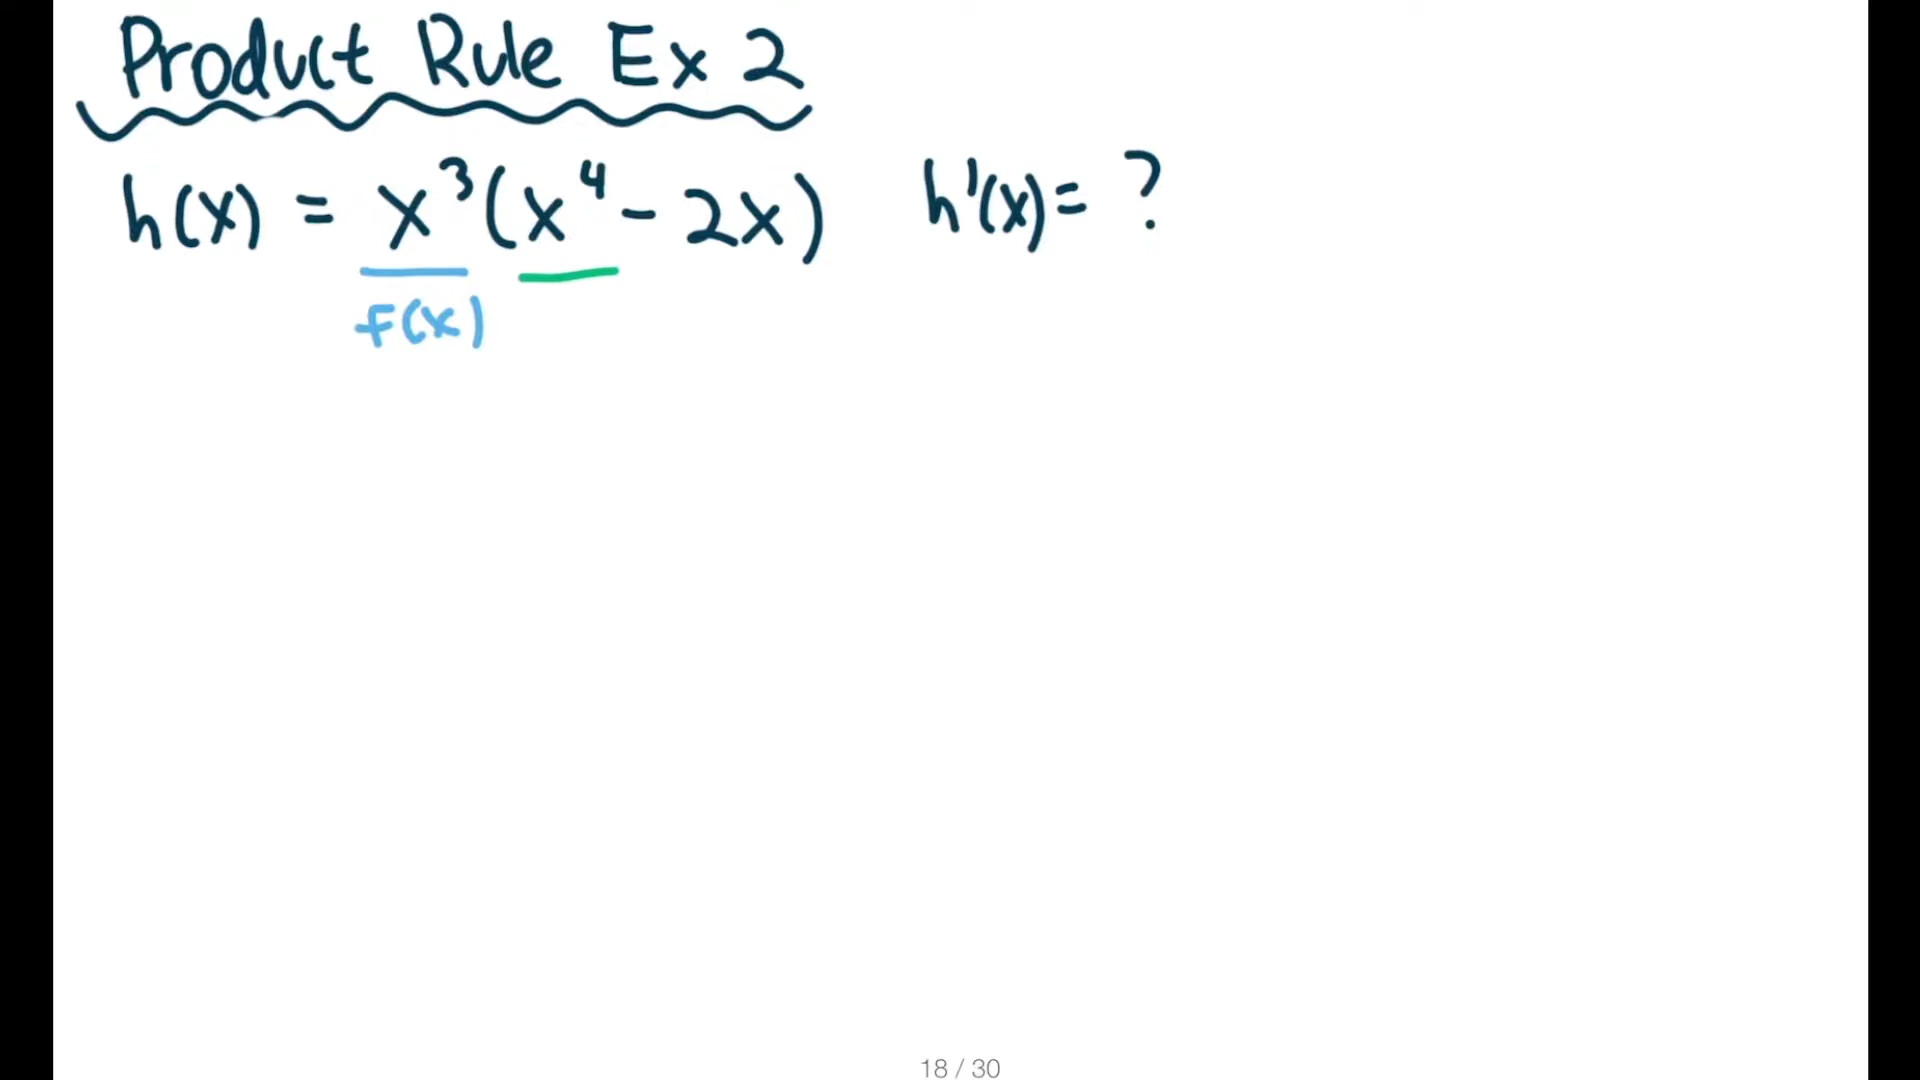 Product Rule Ex 2
h(x) = x³(x⁴ - 2x) h'(x) = ?
f(x)
18 / 30